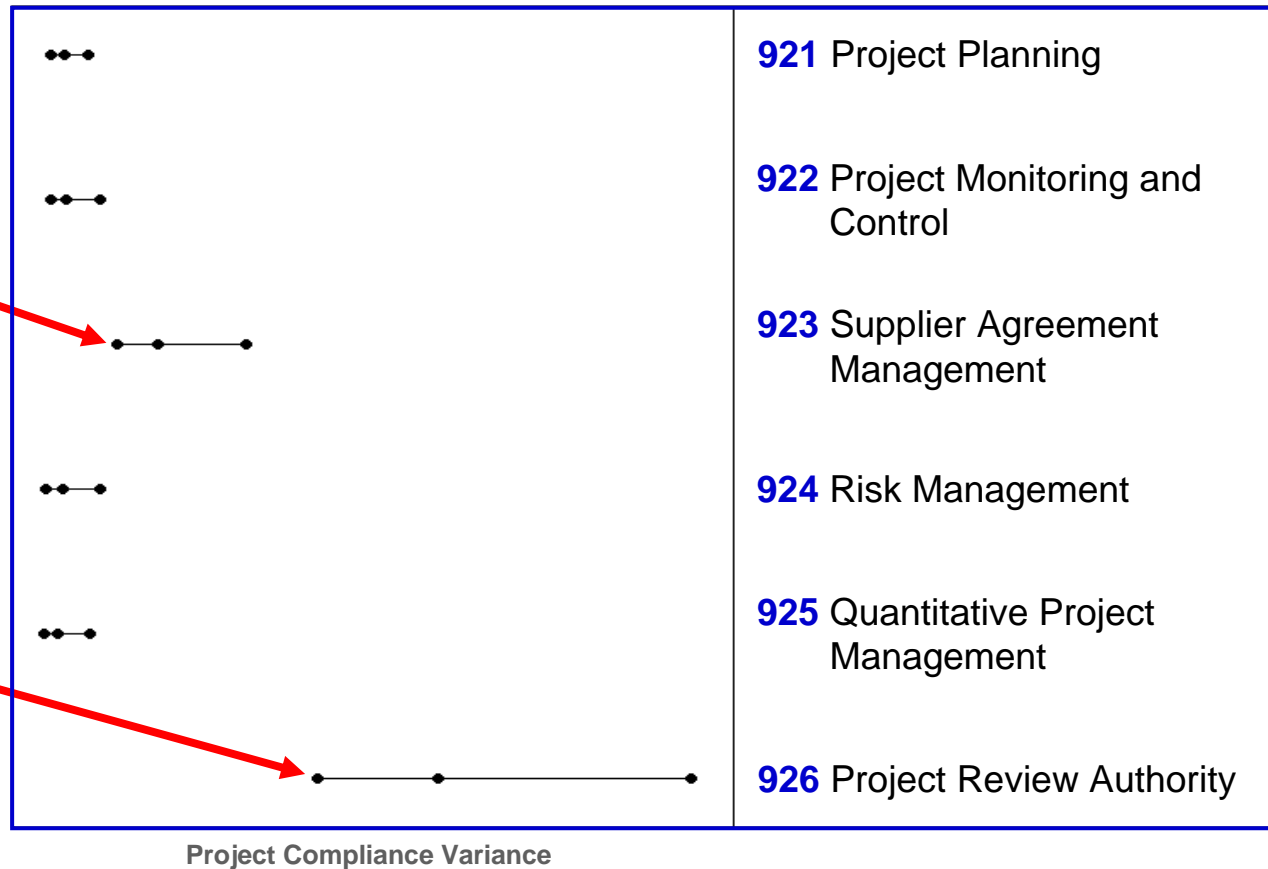 921 Project Planning
922 Project Monitoring and
Control
923 Supplier Agreement
Management
924 Risk Management
925 Quantitative Project
Management
926 Project Review Authority
Project Compliance Variance